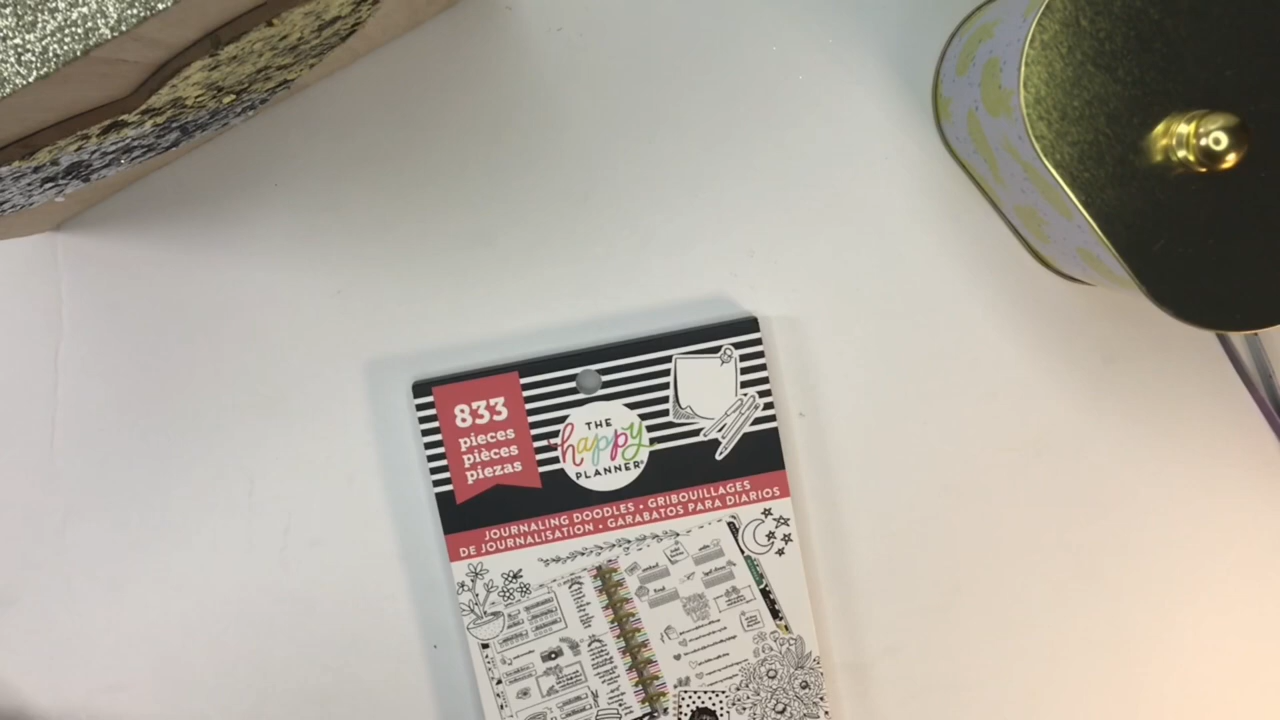 833
pieces
pièces
piezas
THE
happy
PLANNER®
JOURNALING DOODLES • GRIBOUILLAGES
DE JOURNALISATION • GARABATOS PARA DIARIOS